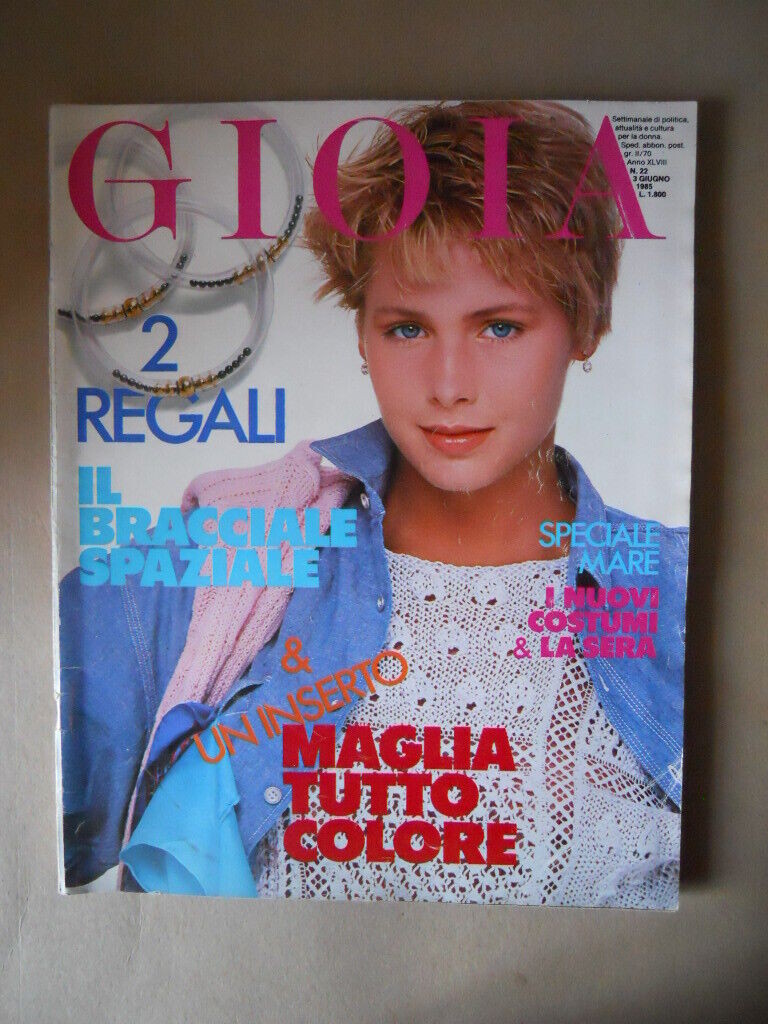 GIOIA
Settimanale di politica,
attualità e cultura
per la donna.
Sped. abbon. post.
gr. II/70
Anno XLVIII
N. 22
3 GIUGNO
1985
L. 1.800
2
REGALI
IL
BRACCIALE
SPAZIALE
&
UN INSERTO
MAGLIA
TUTTO
COLORE
SPECIALE
MARE
I NUOVI
COSTUMI
& LA SERA